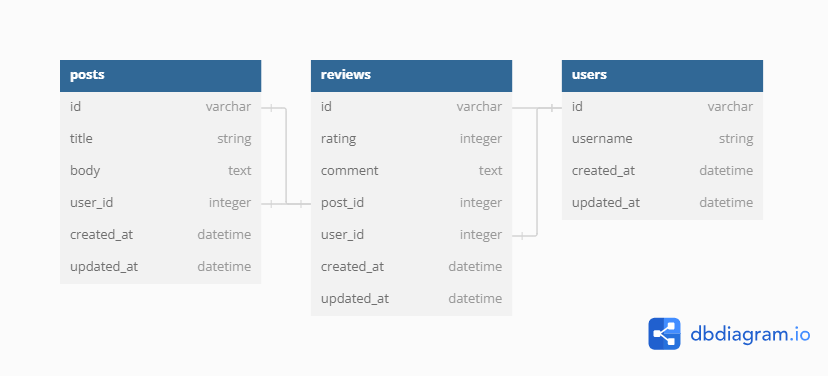 posts
id varchar
title string
body text
user_id integer
created_at datetime
updated_at datetime
reviews
id varchar
rating integer
comment text
post_id integer
user_id integer
created_at datetime
updated_at datetime
users
id varchar
username string
created_at datetime
updated_at datetime
dbdiagram.io